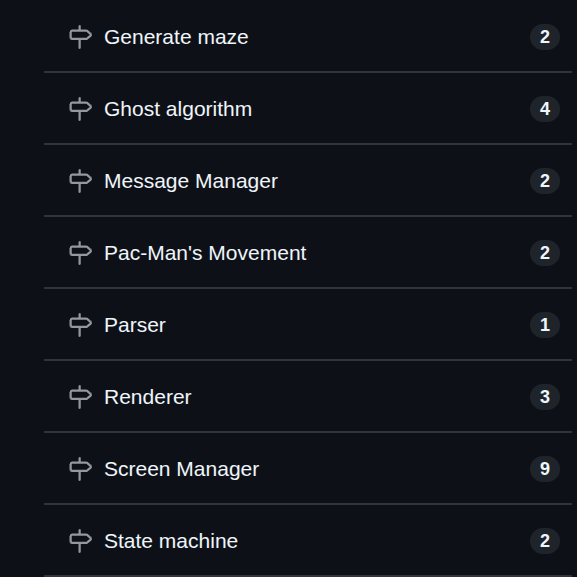 Generate maze 2
Ghost algorithm 4
Message Manager 2
Pac-Man's Movement 2
Parser 1
Renderer 3
Screen Manager 9
State machine 2